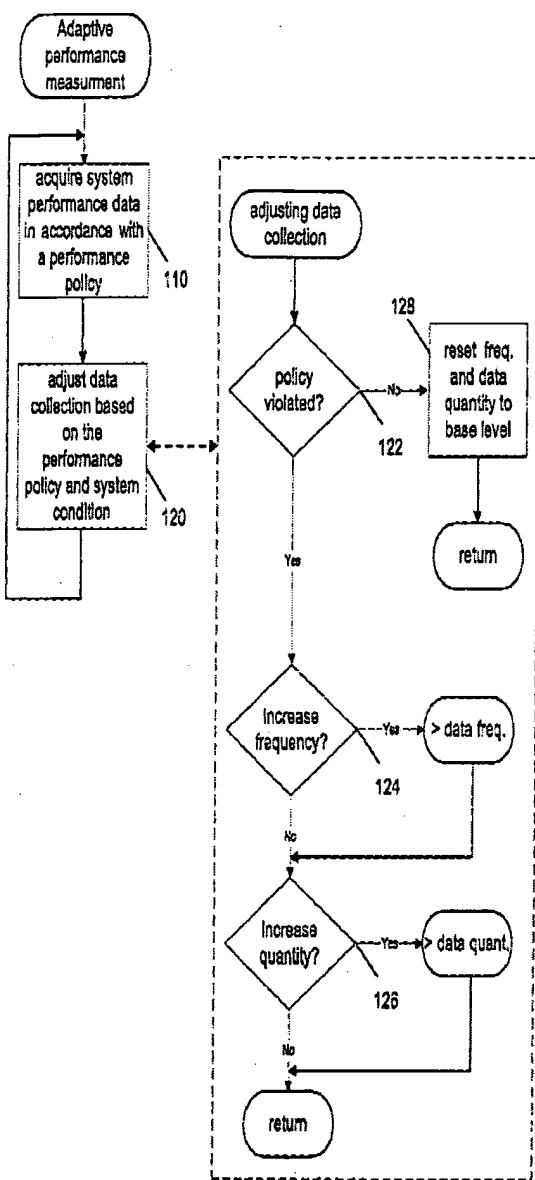 Adaptive
performance
measurment
acquire system
performance data
in accordance with
a performance
policy
110
adjust data
collection based
on the
performance
policy and system
condition
120
adjusting data
collection
policy
violated?
122
No
128
reset freq.
and data
quantity to
base level
return
Yes
Increase
frequency?
124
Yes
> data freq.
No
Increase
quantity?
126
Yes
> data quant.
No
return